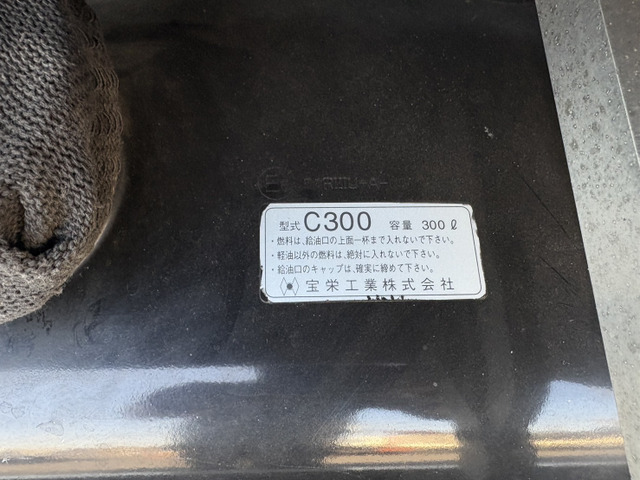 型式 C300 容量 300ℓ
・燃料は、給油口の上面一杯まで入れないで下さい。
・軽油以外の燃料は、絶対に入れないで下さい。
・給油口のキャップは、確実に締めて下さい。
宝栄工業株式会社